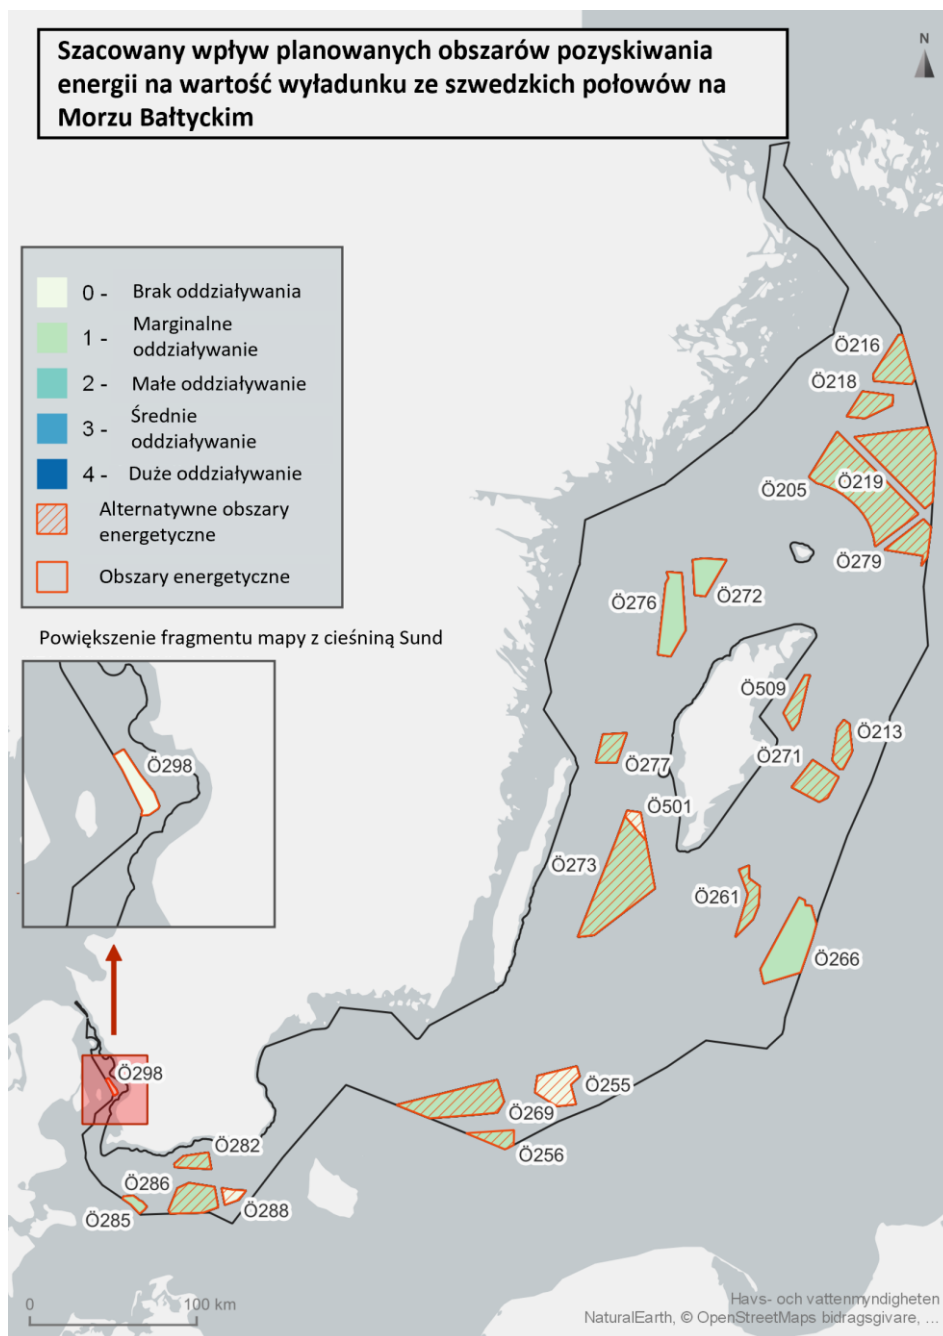 Szacowany wpływ planowanych obszarów pozyskiwania
energii na wartość wyładunku ze szwedzkich połowów na
Morzu Bałtyckim
N
0 - Brak oddziaływania
1 - Marginalne
oddziaływanie
2 - Małe oddziaływanie
3 - Średnie
oddziaływanie
4 - Duże oddziaływanie
Alternatywne obszary
energetyczne
Obszary energetyczne
Powiększenie fragmentu mapy z cieśniną Sund
Ö298
Ö216
Ö218
Ö219
Ö205
Ö279
Ö272
Ö276
Ö509
Ö213
Ö271
Ö277
Ö501
Ö273
Ö261
Ö266
Ö298
Ö255
Ö269
Ö256
Ö282
Ö286
Ö288
Ö285
0 100 km
Havs- och vattenmyndigheten
NaturalEarth, © OpenStreetMaps bidragsgivare, ...